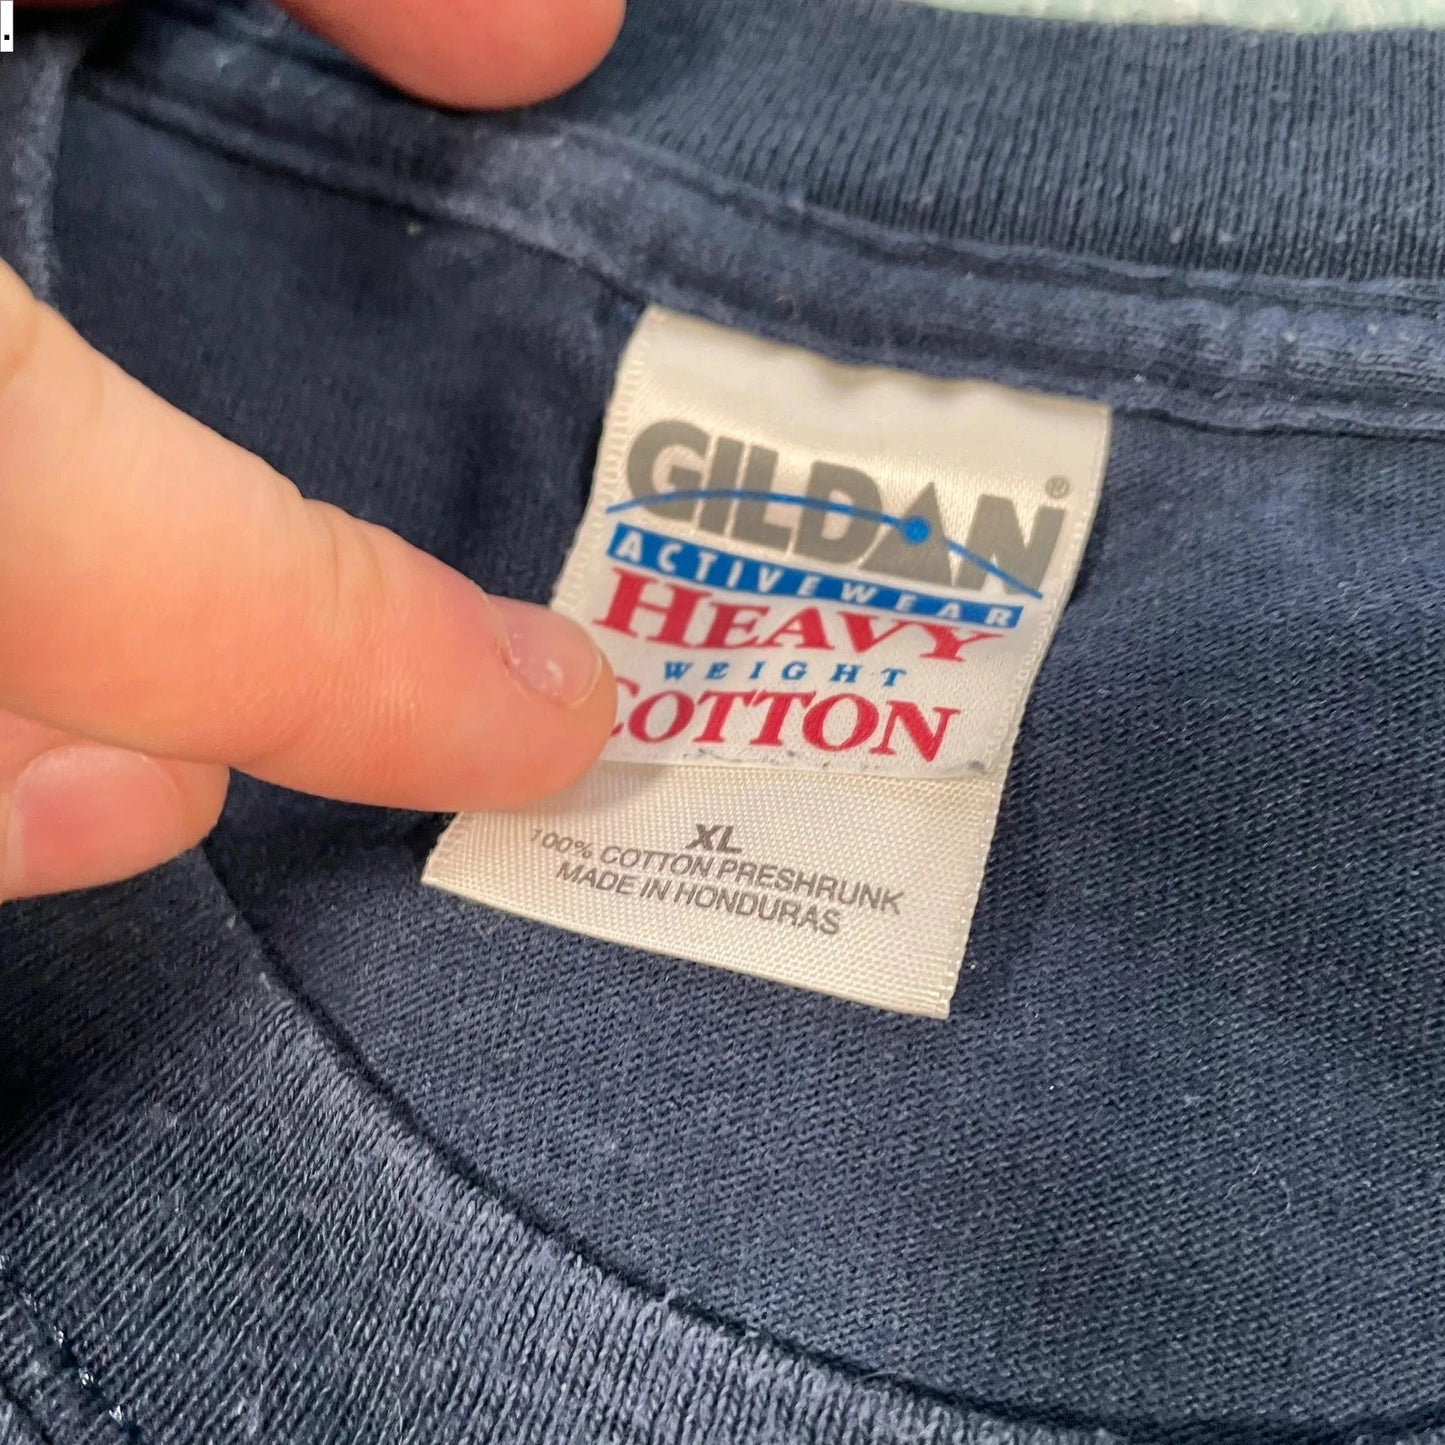 .
GILDAN®
ACTIVEWEAR
HEAVY
WEIGHT
COTTON
XL
100% COTTON PRESHRUNK
MADE IN HONDURAS